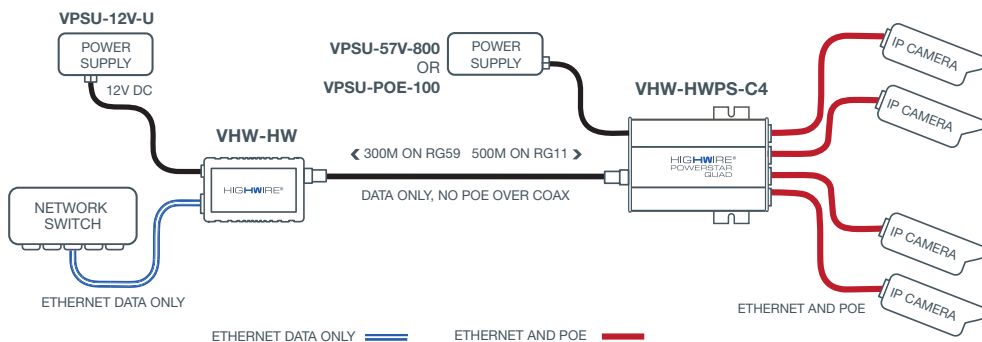 VPSU-12V-U
POWER
SUPPLY
12V DC
VHW-HW
HIGHWIRE®
NETWORK
SWITCH
ETHERNET DATA ONLY
VPSU-57V-800
OR
VPSU-POE-100
POWER
SUPPLY
< 300M ON RG59 500M ON RG11 >
DATA ONLY, NO POE OVER COAX
VHW-HWPS-C4
HIGHWIRE®
POWERSTAR
QUAD
IP CAMERA
IP CAMERA
IP CAMERA
IP CAMERA
ETHERNET AND POE
ETHERNET DATA ONLY
ETHERNET AND POE